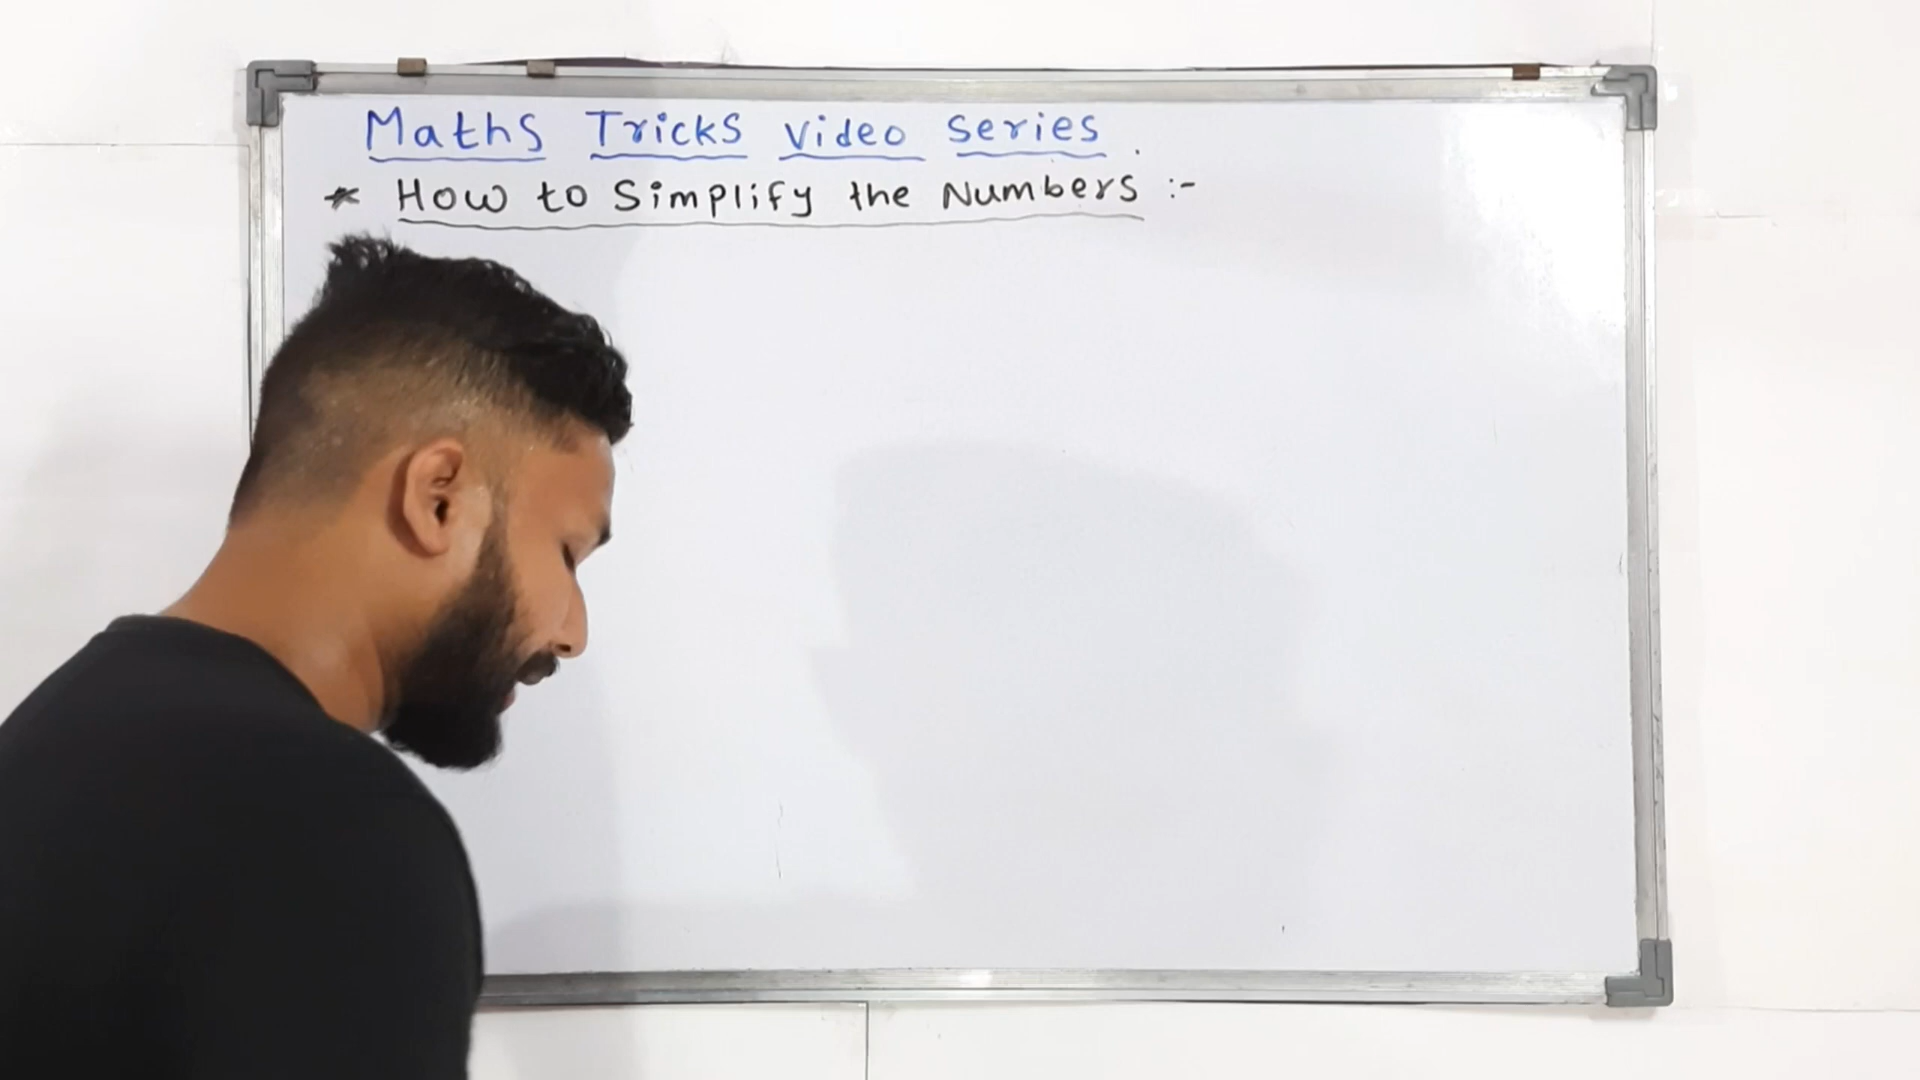 Maths Tricks Video Series .
* How to Simplify the Numbers :-